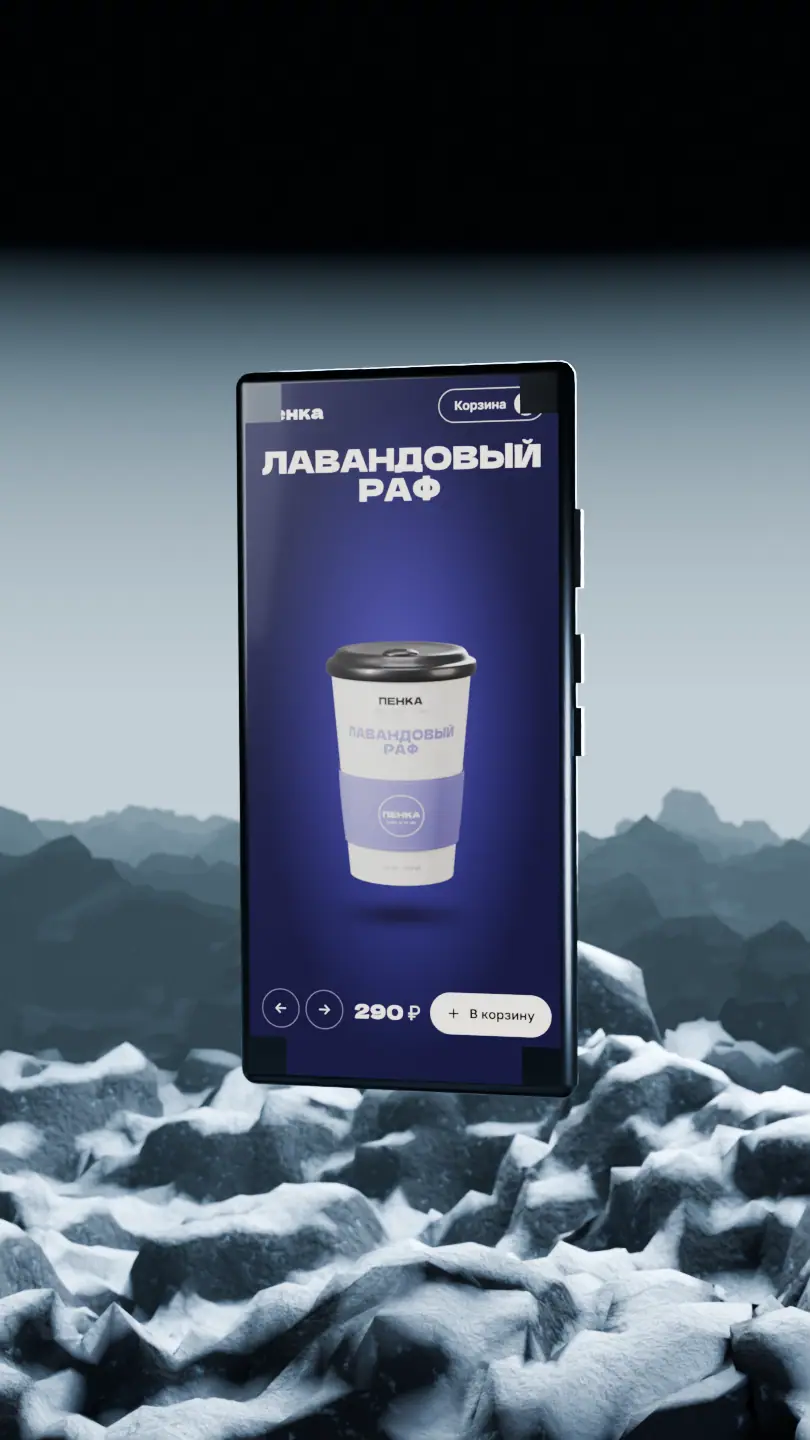 енка
Корзина
ЛАВАНДОВЫЙ
РАФ
ПЕНКА
ЛАВАНДОВЫЙ
РАФ
ПЕНКА
290 ₽
+ В корзину